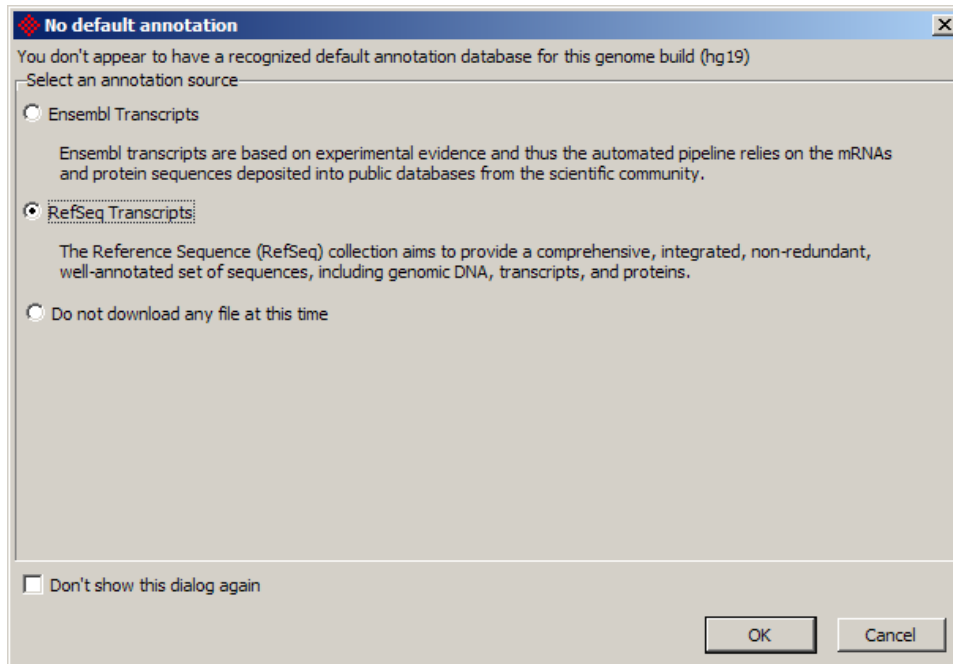 No default annotation
You don't appear to have a recognized default annotation database for this genome build (hg19)
Select an annotation source
Ensembl Transcripts
Ensembl transcripts are based on experimental evidence and thus the automated pipeline relies on the mRNAs
and protein sequences deposited into public databases from the scientific community.
RefSeq Transcripts
The Reference Sequence (RefSeq) collection aims to provide a comprehensive, integrated, non-redundant,
well-annotated set of sequences, including genomic DNA, transcripts, and proteins.
Do not download any file at this time
Don't show this dialog again
OK Cancel